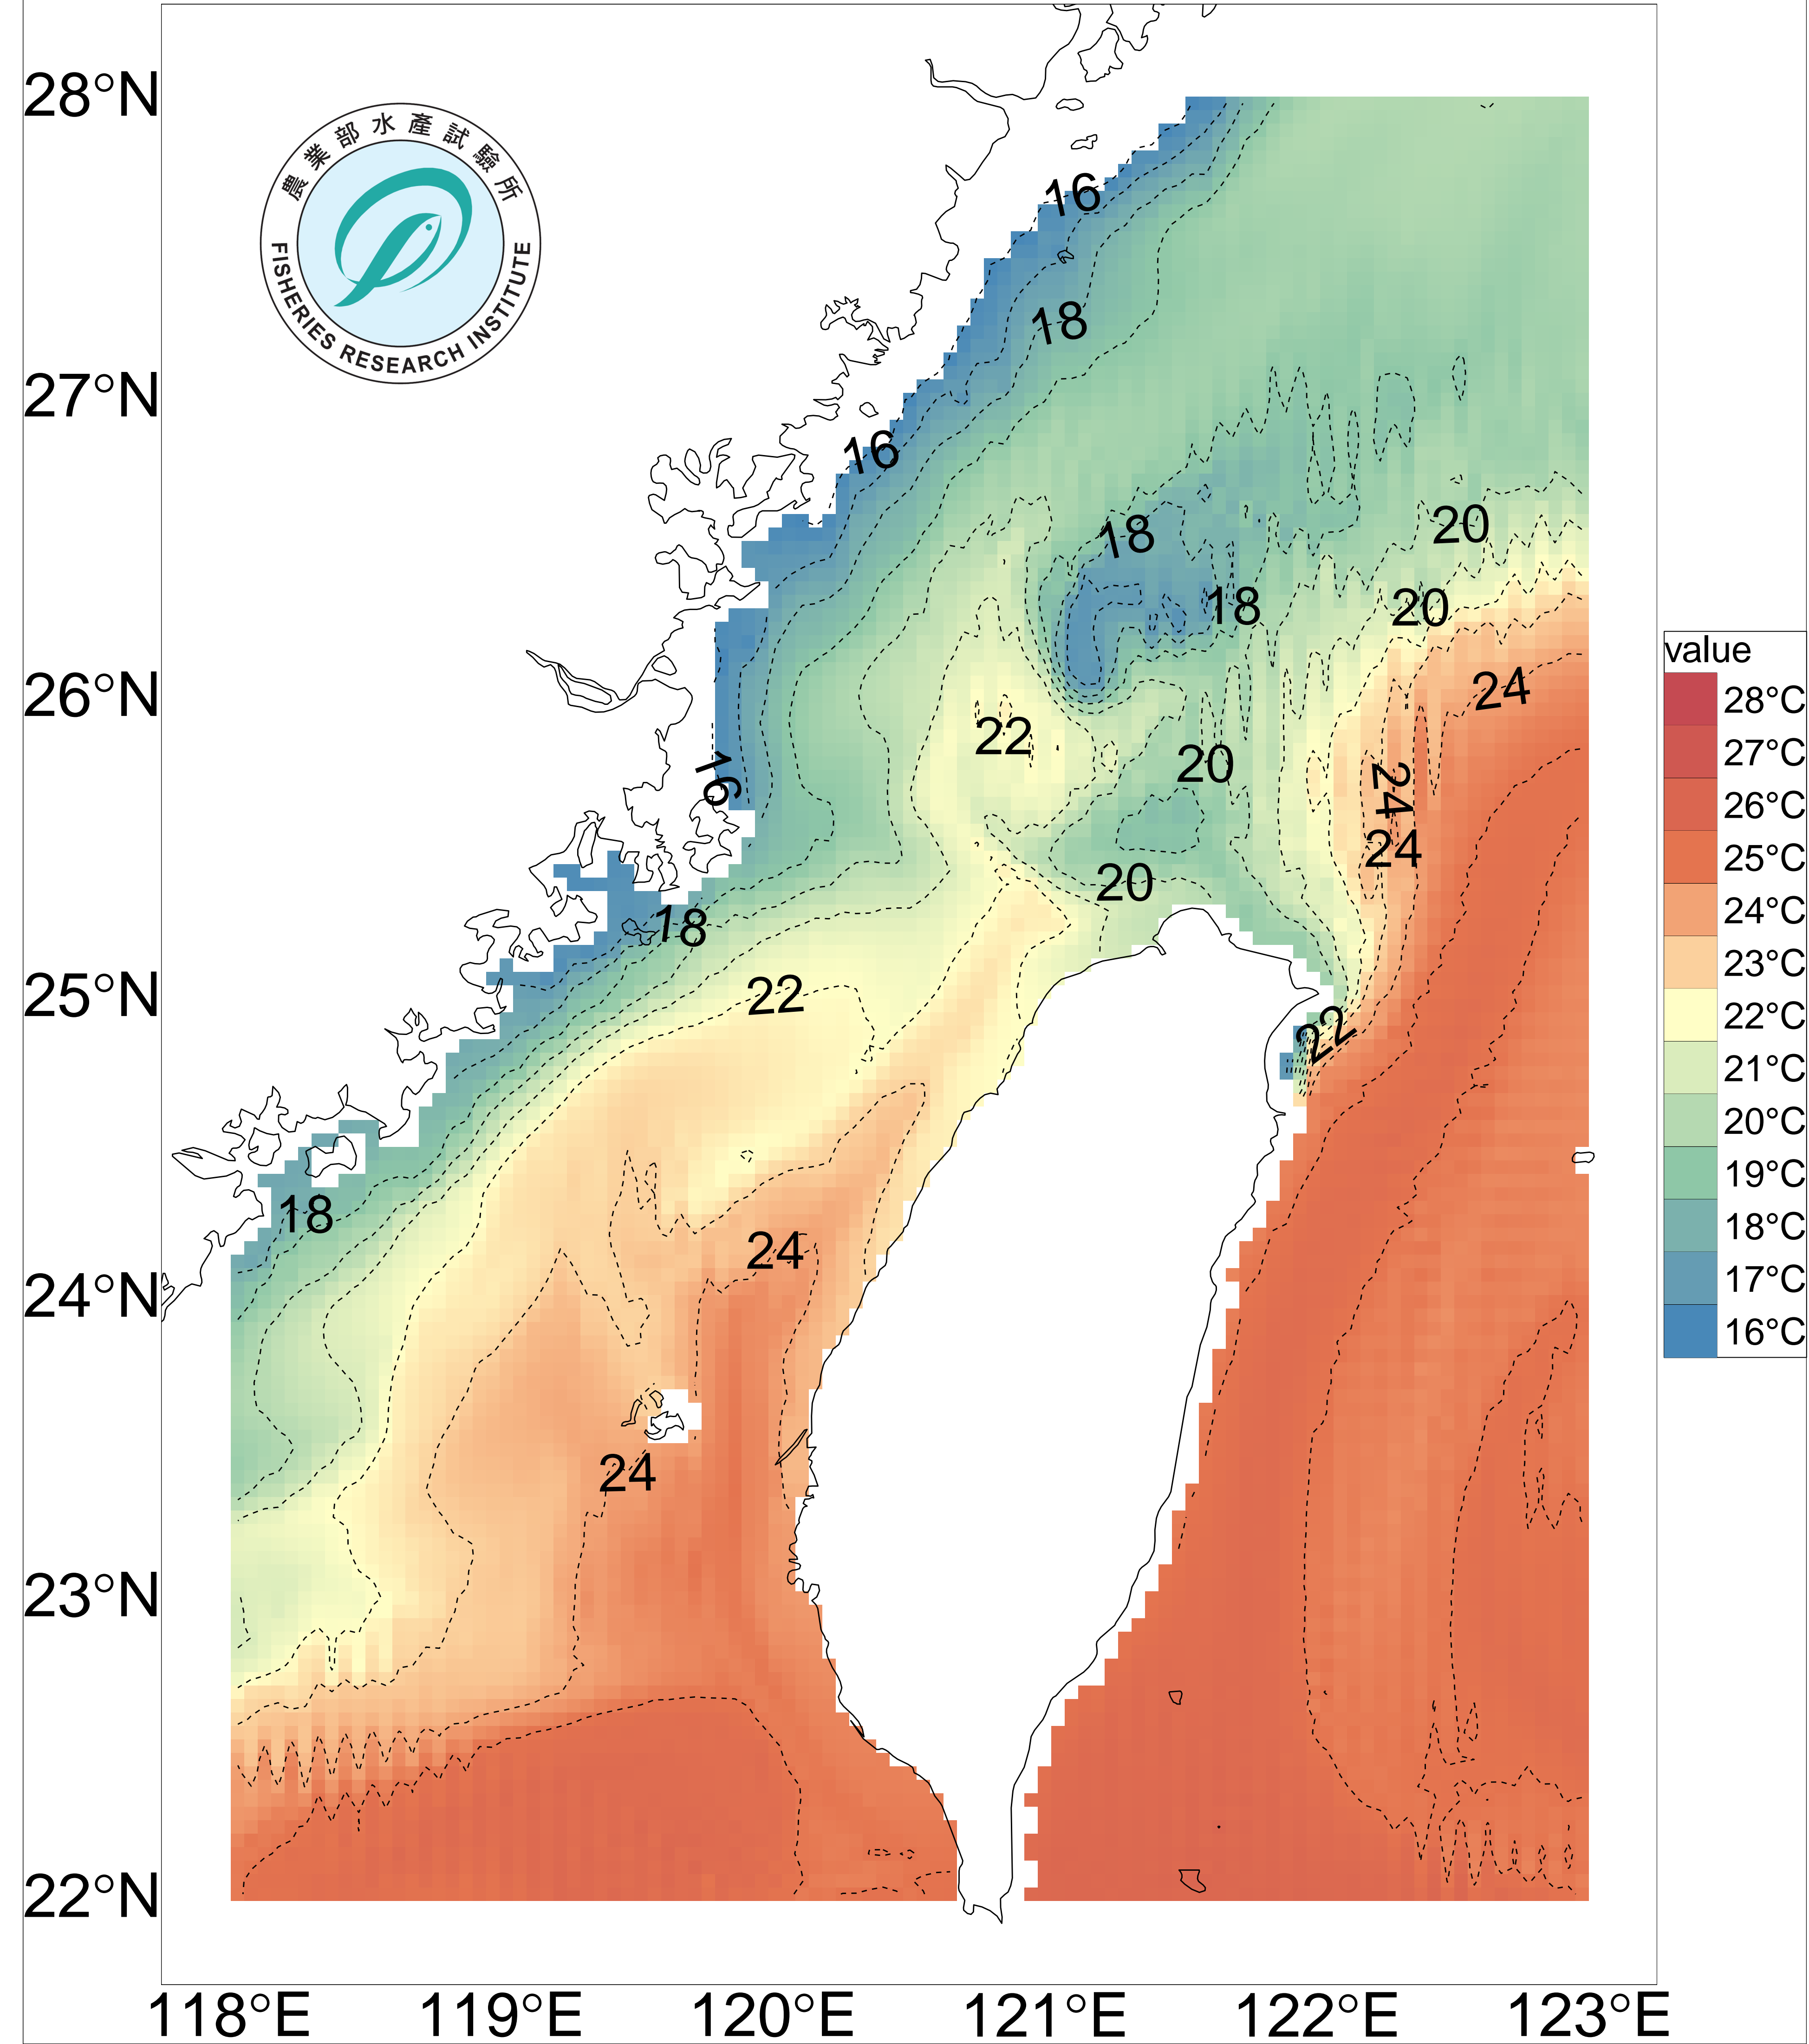 28°N
27°N
26°N
25°N
24°N
23°N
22°N
118°E
119°E
120°E
121°E
122°E
123°E
農業部水產試驗所
FISHERIES RESEARCH INSTITUTE
16
18
16
18
20
18
20
24
22
20
24
16
24
20
18
22
22
18
24
24
value
28°C
27°C
26°C
25°C
24°C
23°C
22°C
21°C
20°C
19°C
18°C
17°C
16°C